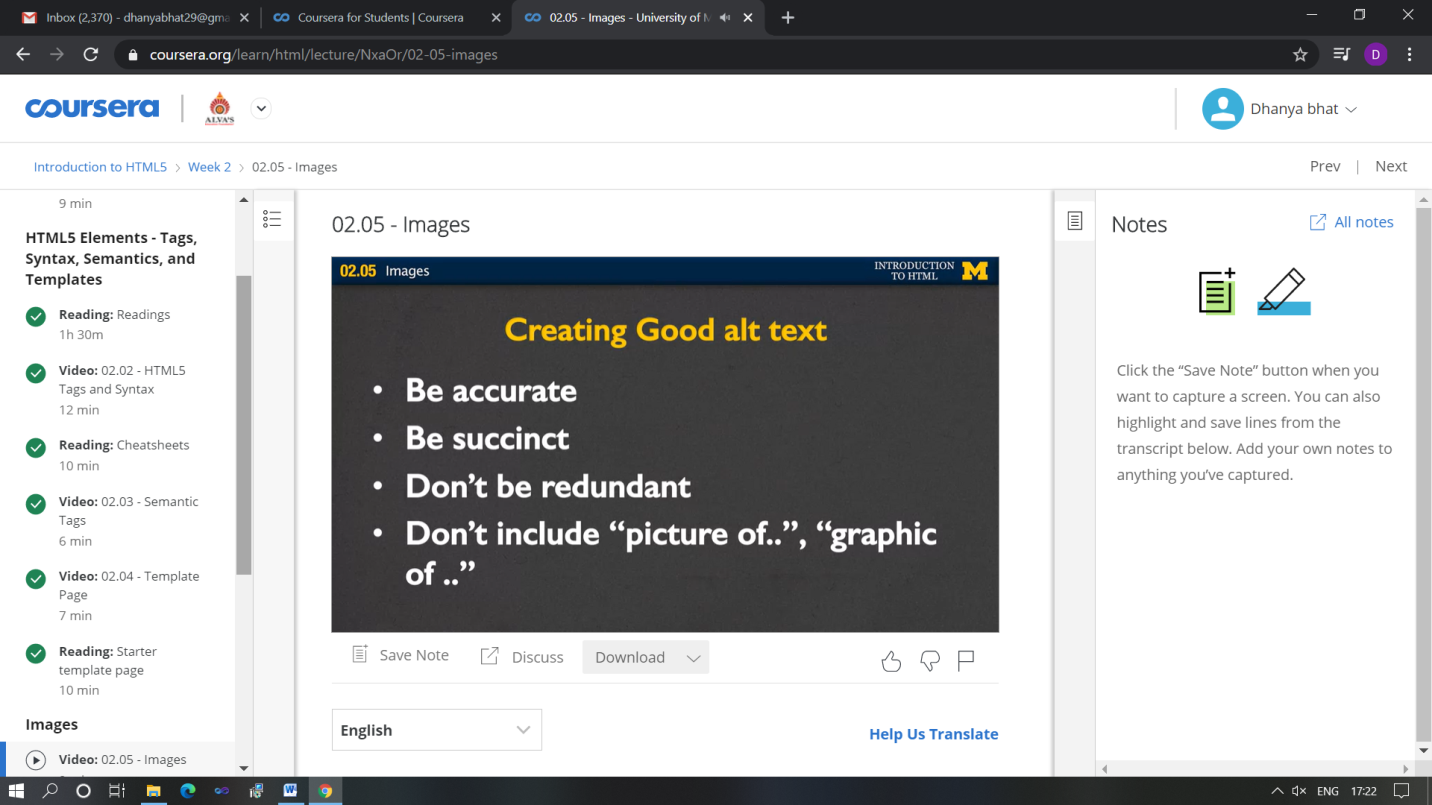 Inbox (2,370) - dhanyabhat29@gma
Coursera for Students | Coursera
02.05 - Images - University of M
coursera.org/learn/html/lecture/NxaOr/02-05-images
D
coursera
ALVA'S
Dhanya bhat
Introduction to HTML5 > Week 2 > 02.05 - Images
Prev | Next
9 min
HTML5 Elements - Tags,
Syntax, Semantics, and
Templates
Reading: Readings
1h 30m
Video: 02.02 - HTML5
Tags and Syntax
12 min
Reading: Cheatsheets
10 min
Video: 02.03 - Semantic
Tags
6 min
Video: 02.04 - Template
Page
7 min
Reading: Starter
template page
10 min
Images
Video: 02.05 - Images
02.05 - Images
02.05 Images
INTRODUCTION
TO HTML
M
Creating Good alt text
• Be accurate
• Be succinct
• Don't be redundant
• Don't include “picture of..”, “graphic
of ..”
Save Note
Discuss
Download
English
Help Us Translate
Notes
All notes
Click the “Save Note” button when you
want to capture a screen. You can also
highlight and save lines from the
transcript below. Add your own notes to
anything you’ve captured.
ENG
17:22